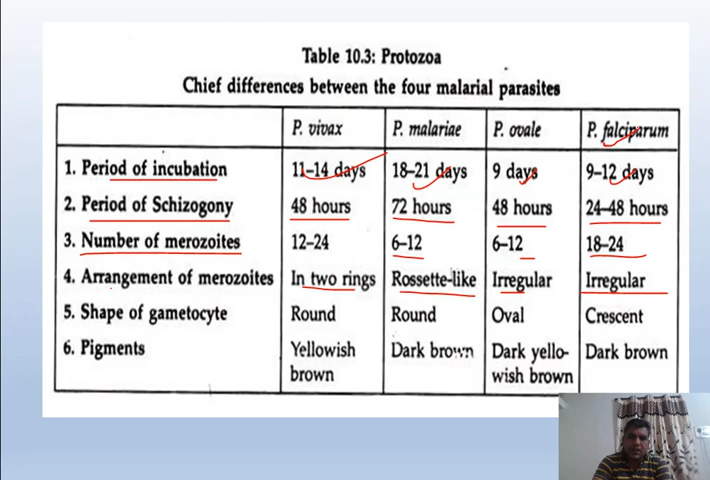 Table 10.3: Protozoa
Chief differences between the four malarial parasites
P. vivax P. malariae P. ovale P. falciparum
1. Period of incubation 11–14 days 18–21 days 9 days 9–12 days
2. Period of Schizogony 48 hours 72 hours 48 hours 24–48 hours
3. Number of merozoites 12–24 6–12 6–12 18–24
4. Arrangement of merozoites In two rings Rossette-like Irregular Irregular
5. Shape of gametocyte Round Round Oval Crescent
6. Pigments Yellowish Dark brown Dark yello- Dark brown
brown wish brown